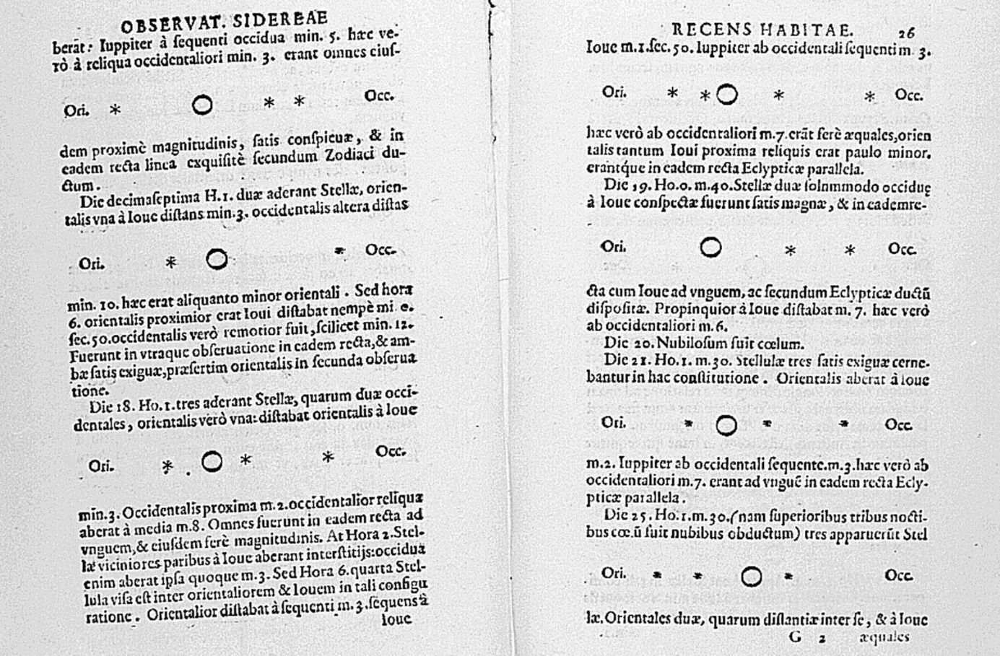 OBSERVAT. SIDEREAE
berāt: Iuppiter à ſequenti occidua min. 5. hæc ve-
rò à reliqua occidentaliori min. 3. erant omnes ciuſ-
Ori. * O * * Occ.
dem proximè magnitudinis, ſatis conſpicuæ, & in
eadem recta linea exquiſitè ſecundum Zodiaci du-
ctum.
Die decimaſeptima H.1. duæ aderant Stellæ, orien-
talis vna à Ioue diſtans min.3. occidentalis altera diſtās
Ori. * O * Occ.
min. 10. hæc erat aliquanto minor orientali. Sed hora
6. orientalis proximior erat Ioui diſtabat nempè mi. 0.
ſec. 50. occidentalis verò remotior fuit, ſcilicet min. 12.
Fuerunt in vtraque obſeruatione in eadem recta, & am-
bæ ſatis exiguæ, præſertim orientalis in ſecunda obſerua
tione.
Die 18. Ho. 1. tres aderant Stellæ, quarum duæ occi-
dentales, orientalis verò vna: diſtabat orientalis à Ioue
Ori. * O * * Occ.
min. 3. Occidentalis proxima m. 2. occidentalior reliqua
aberat à media m. 8. Omnes fuerunt in eadem recta ad
vnguem, & eiuſdem ferè magnitudinis. At Hora 2. Stel-
læ viciniores paribus à Ioue aberant interſtitijs: occidua
enim aberat ipſa quoque m. 3. Sed Hora 6. quarta Stel-
lula viſa eſt inter orientaliorem & Iouem in tali configu
ratione. Orientalior diſtabat à ſequenti m. 3. ſequens à
Ioue
RECENS HABITAE. 26
Ioue m. 1. ſec. 50. Iuppiter ab occidentali ſequenti m. 3.
Ori. * * O * * Occ.
hæc verò ab occidentaliori m. 7. erāt ferè æquales, orien
talis tantum Ioui proxima reliquis erat paulo minor,
erantq́ue in eadem recta Eclypticæ parallela.
Die 19. Ho. 0. m. 40. Stellæ duæ ſolummodo occiduę
à Ioue conſpectæ fuerunt ſatis magnæ, & in eadem re-
Ori. O * * Occ.
cta cum Ioue ad vnguem, ac ſecundum Eclypticæ ductū
diſpoſitæ. Propinquior à Ioue diſtabat m. 7. hæc verò
ab occidentaliori m. 6.
Die 20. Nubiloſum fuit cœlum.
Die 21. Ho. 1. m. 30. Stellulæ tres ſatis exiguæ cerne-
bantur in hac conſtitutione. Orientalis aberat à Ioue
Ori. * O * * Occ.
m. 2. Iuppiter ab occidentali ſequente. m. 3. hæc verò ab
occidentaliori m. 7. erant ad vnguē in eadem recta Ecly-
pticæ parallela.
Die 25. Ho. 1. m. 30. (nam ſuperioribus tribus nocti-
bus cœ.ū fuit nubibus obductum) tres apparuerūt Stel
Ori. * * O * Occ.
læ. Orientales duæ, quarum diſtantiæ inter ſe, & à Ioue
G 2 æquales